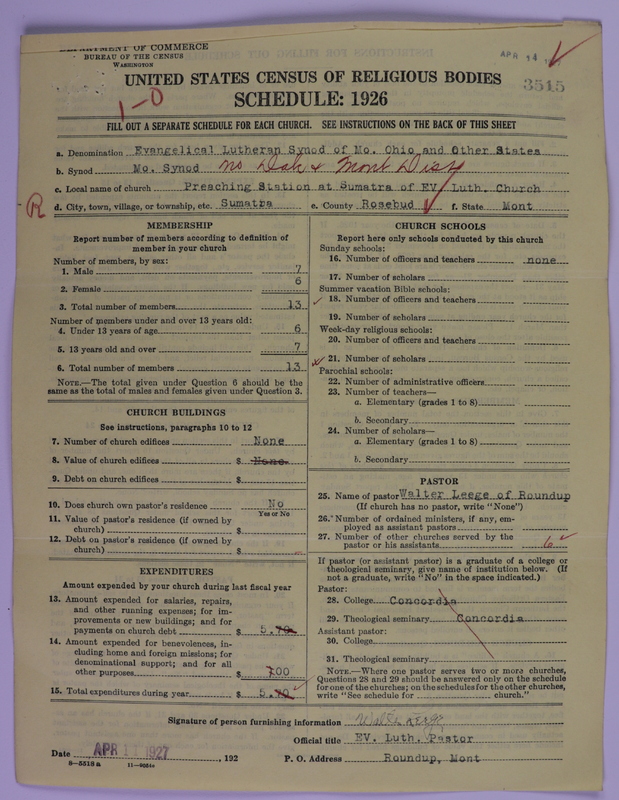 DEPARTMENT OF COMMERCE
BUREAU OF THE CENSUS
WASHINGTON
APR 14
3515
UNITED STATES CENSUS OF RELIGIOUS BODIES
SCHEDULE: 1926
1-0
FILL OUT A SEPARATE SCHEDULE FOR EACH CHURCH. SEE INSTRUCTIONS ON THE BACK OF THIS SHEET
a. Denomination Evangelical Lutheran Synod of Mo. Ohio and Other States
b. Synod Mo. Synod no Dak & Mont Dist
c. Local name of church Preaching Station at Sumatra of EV. Luth. Church
R
d. City, town, village, or township, etc. Sumatra e. County Rosebud f. State Mont
MEMBERSHIP
Report number of members according to definition of
member in your church
Number of members, by sex:
1. Male 7
2. Female 6
3. Total number of members 13
Number of members under and over 13 years old:
4. Under 13 years of age 6
5. 13 years old and over 7
6. Total number of members 13
NOTE.—The total given under Question 6 should be the
same as the total of males and females given under Question 3.
CHURCH BUILDINGS
See instructions, paragraphs 10 to 12
7. Number of church edifices None
8. Value of church edifices $ None
9. Debt on church edifices $
10. Does church own pastor's residence No
Yes or No
11. Value of pastor's residence (if owned by
church) $
12. Debt on pastor's residence (if owned by
church) $
EXPENDITURES
Amount expended by your church during last fiscal year
13. Amount expended for salaries, repairs,
and other running expenses; for im-
provements or new buildings; and for
payments on church debt $ 5.70
14. Amount expended for benevolences, in-
cluding home and foreign missions; for
denominational support; and for all
other purposes $ 00
15. Total expenditures during year $ 5.70
CHURCH SCHOOLS
Report here only schools conducted by this church
Sunday schools:
16. Number of officers and teachers none
17. Number of scholars
Summer vacation Bible schools:
18. Number of officers and teachers
19. Number of scholars
Week-day religious schools:
20. Number of officers and teachers
21. Number of scholars
Parochial schools:
22. Number of administrative officers
23. Number of teachers—
a. Elementary (grades 1 to 8)
b. Secondary
24. Number of scholars—
a. Elementary (grades 1 to 8)
b. Secondary
PASTOR
25. Name of pastor Walter Leege of Roundup
(If church has no pastor, write "None")
26. Number of ordained ministers, if any, em-
ployed as assistant pastors
27. Number of other churches served by the
pastor or his assistants 6
If pastor (or assistant pastor) is a graduate of a college or
theological seminary, give name of institution below. (If
not a graduate, write "No" in the space indicated.)
Pastor:
28. College Concordia
29. Theological seminary Concordia
Assistant pastor:
30. College
31. Theological seminary
NOTE.—Where one pastor serves two or more churches,
Questions 28 and 29 should be answered only on the schedule
for one of the churches; on the schedules for the other churches,
write "See schedule for church."
Signature of person furnishing information Walter Leege
Official title EV. Luth. Pastor
Date APR 11 1927, 192 P. O. Address Roundup, Mont
8—5518 a